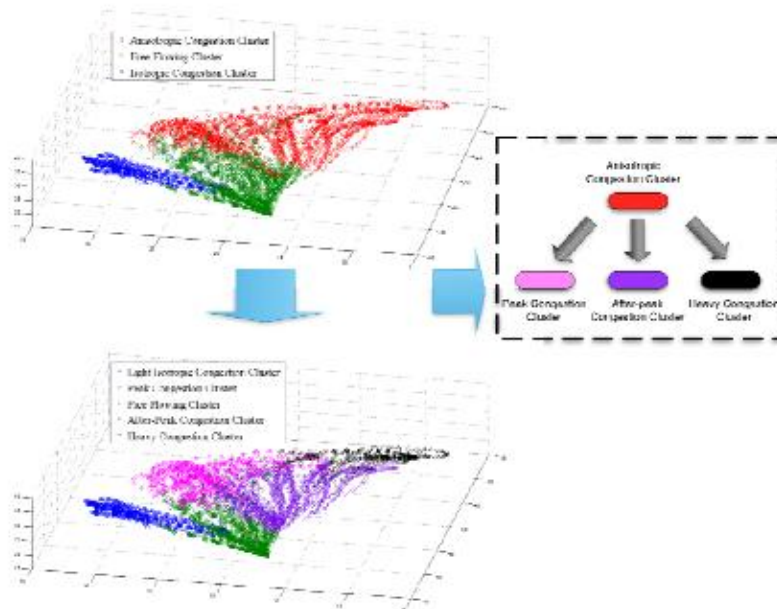 Anisotropic Congestion Cluster
Free Flowing Cluster
Isotropic Congestion Cluster
Anisotropic
Congestion Cluster
Peak Congestion
Cluster
After-peak
Congestion Cluster
Heavy Congestion
Cluster
Light Isotropic Congestion Cluster
Peak Congestion Cluster
Free Flowing Cluster
After-Peak Congestion Cluster
Heavy Congestion Cluster